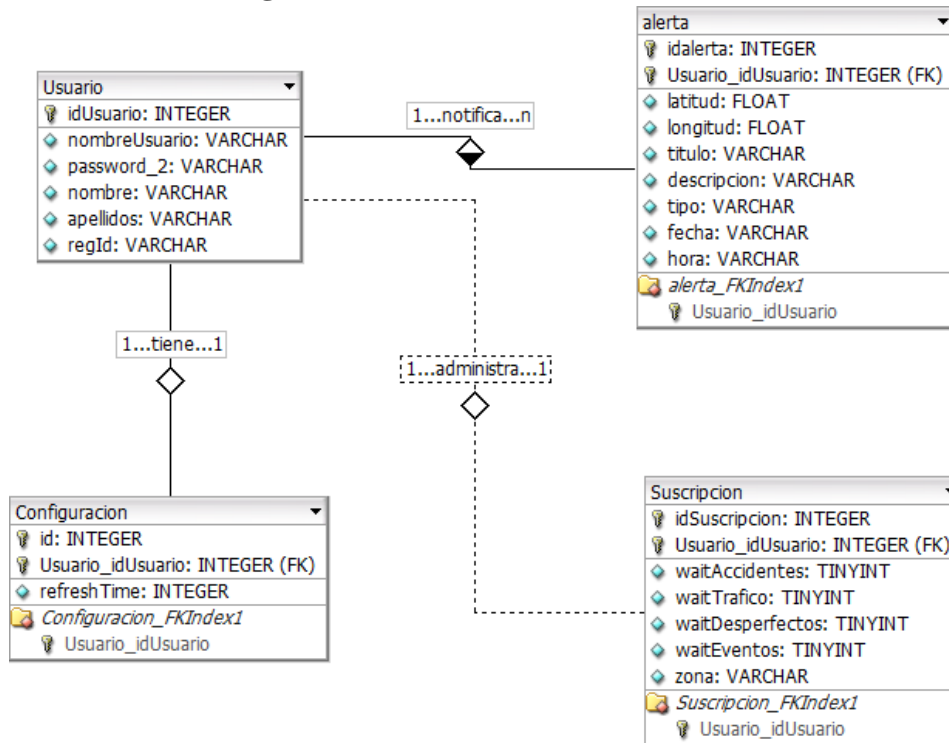 Usuario
idUsuario: INTEGER
nombreUsuario: VARCHAR
password_2: VARCHAR
nombre: VARCHAR
apellidos: VARCHAR
regId: VARCHAR
1...notifica...n
alerta
idalerta: INTEGER
Usuario_idUsuario: INTEGER (FK)
latitud: FLOAT
longitud: FLOAT
titulo: VARCHAR
descripcion: VARCHAR
tipo: VARCHAR
fecha: VARCHAR
hora: VARCHAR
alerta_FKIndex1
Usuario_idUsuario
1...tiene...1
1...administra...1
Configuracion
id: INTEGER
Usuario_idUsuario: INTEGER (FK)
refreshTime: INTEGER
Configuracion_FKIndex1
Usuario_idUsuario
Suscripcion
idSuscripcion: INTEGER
Usuario_idUsuario: INTEGER (FK)
waitAccidentes: TINYINT
waitTrafico: TINYINT
waitDesperfectos: TINYINT
waitEventos: TINYINT
zona: VARCHAR
Suscripcion_FKIndex1
Usuario_idUsuario